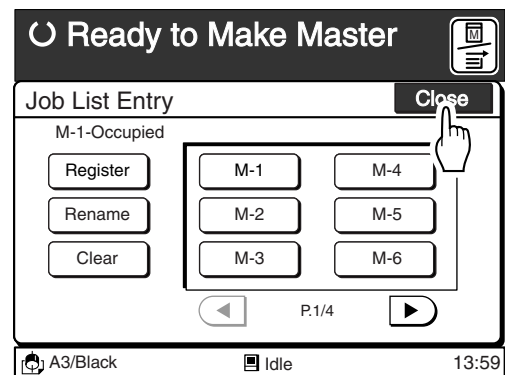 Ready to Make Master
M
Job List Entry
Close
M-1-Occupied
Register
M-1
M-4
Rename
M-2
M-5
Clear
M-3
M-6
P.1/4
A3/Black
Idle
13:59